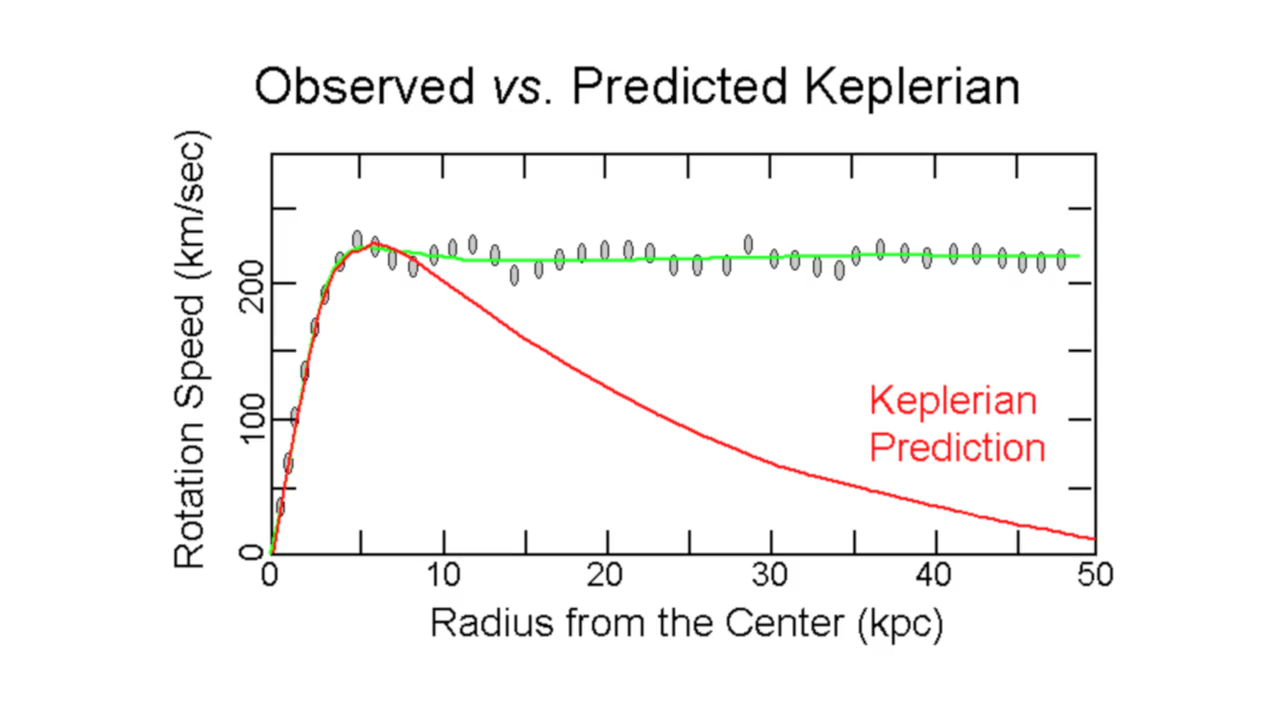 Observed vs. Predicted Keplerian
Rotation Speed (km/sec)
200
100
0
Keplerian
Prediction
0 10 20 30 40 50
Radius from the Center (kpc)